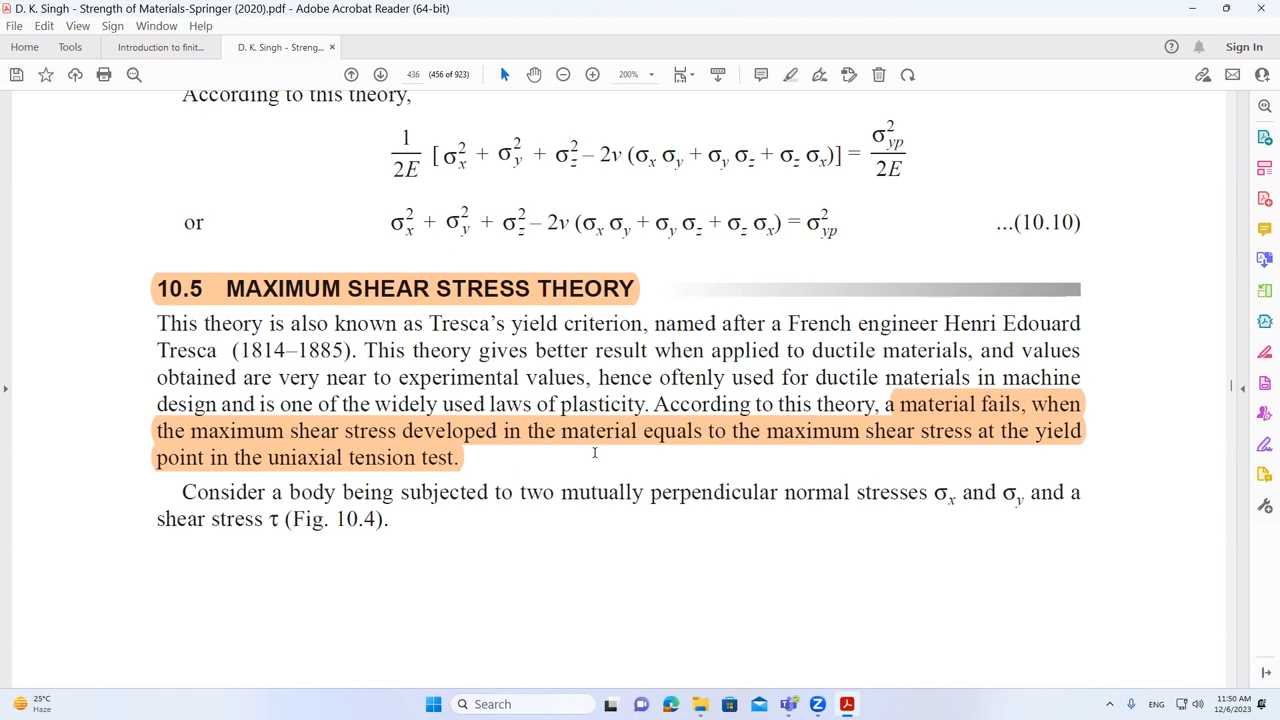 D. K. Singh - Strength of Materials-Springer (2020).pdf - Adobe Acrobat Reader (64-bit)
File Edit View Sign Window Help
Home Tools Introduction to finit... D. K. Singh - Streng... × Sign In
436 (456 of 923) 200%
According to this theory,
1/2E [σx² + σy² + σz² – 2v (σx σy + σy σz + σz σx)] = σyp²/2E
or σx² + σy² + σz² – 2v (σx σy + σy σz + σz σx) = σyp² ...(10.10)
10.5 MAXIMUM SHEAR STRESS THEORY
This theory is also known as Tresca's yield criterion, named after a French engineer Henri Edouard
Tresca (1814–1885). This theory gives better result when applied to ductile materials, and values
obtained are very near to experimental values, hence oftenly used for ductile materials in machine
design and is one of the widely used laws of plasticity. According to this theory, a material fails, when
the maximum shear stress developed in the material equals to the maximum shear stress at the yield
point in the uniaxial tension test.
Consider a body being subjected to two mutually perpendicular normal stresses σx and σy and a
shear stress τ (Fig. 10.4).
25°C
Haze
Search
ENG
11:50 AM
12/6/2023